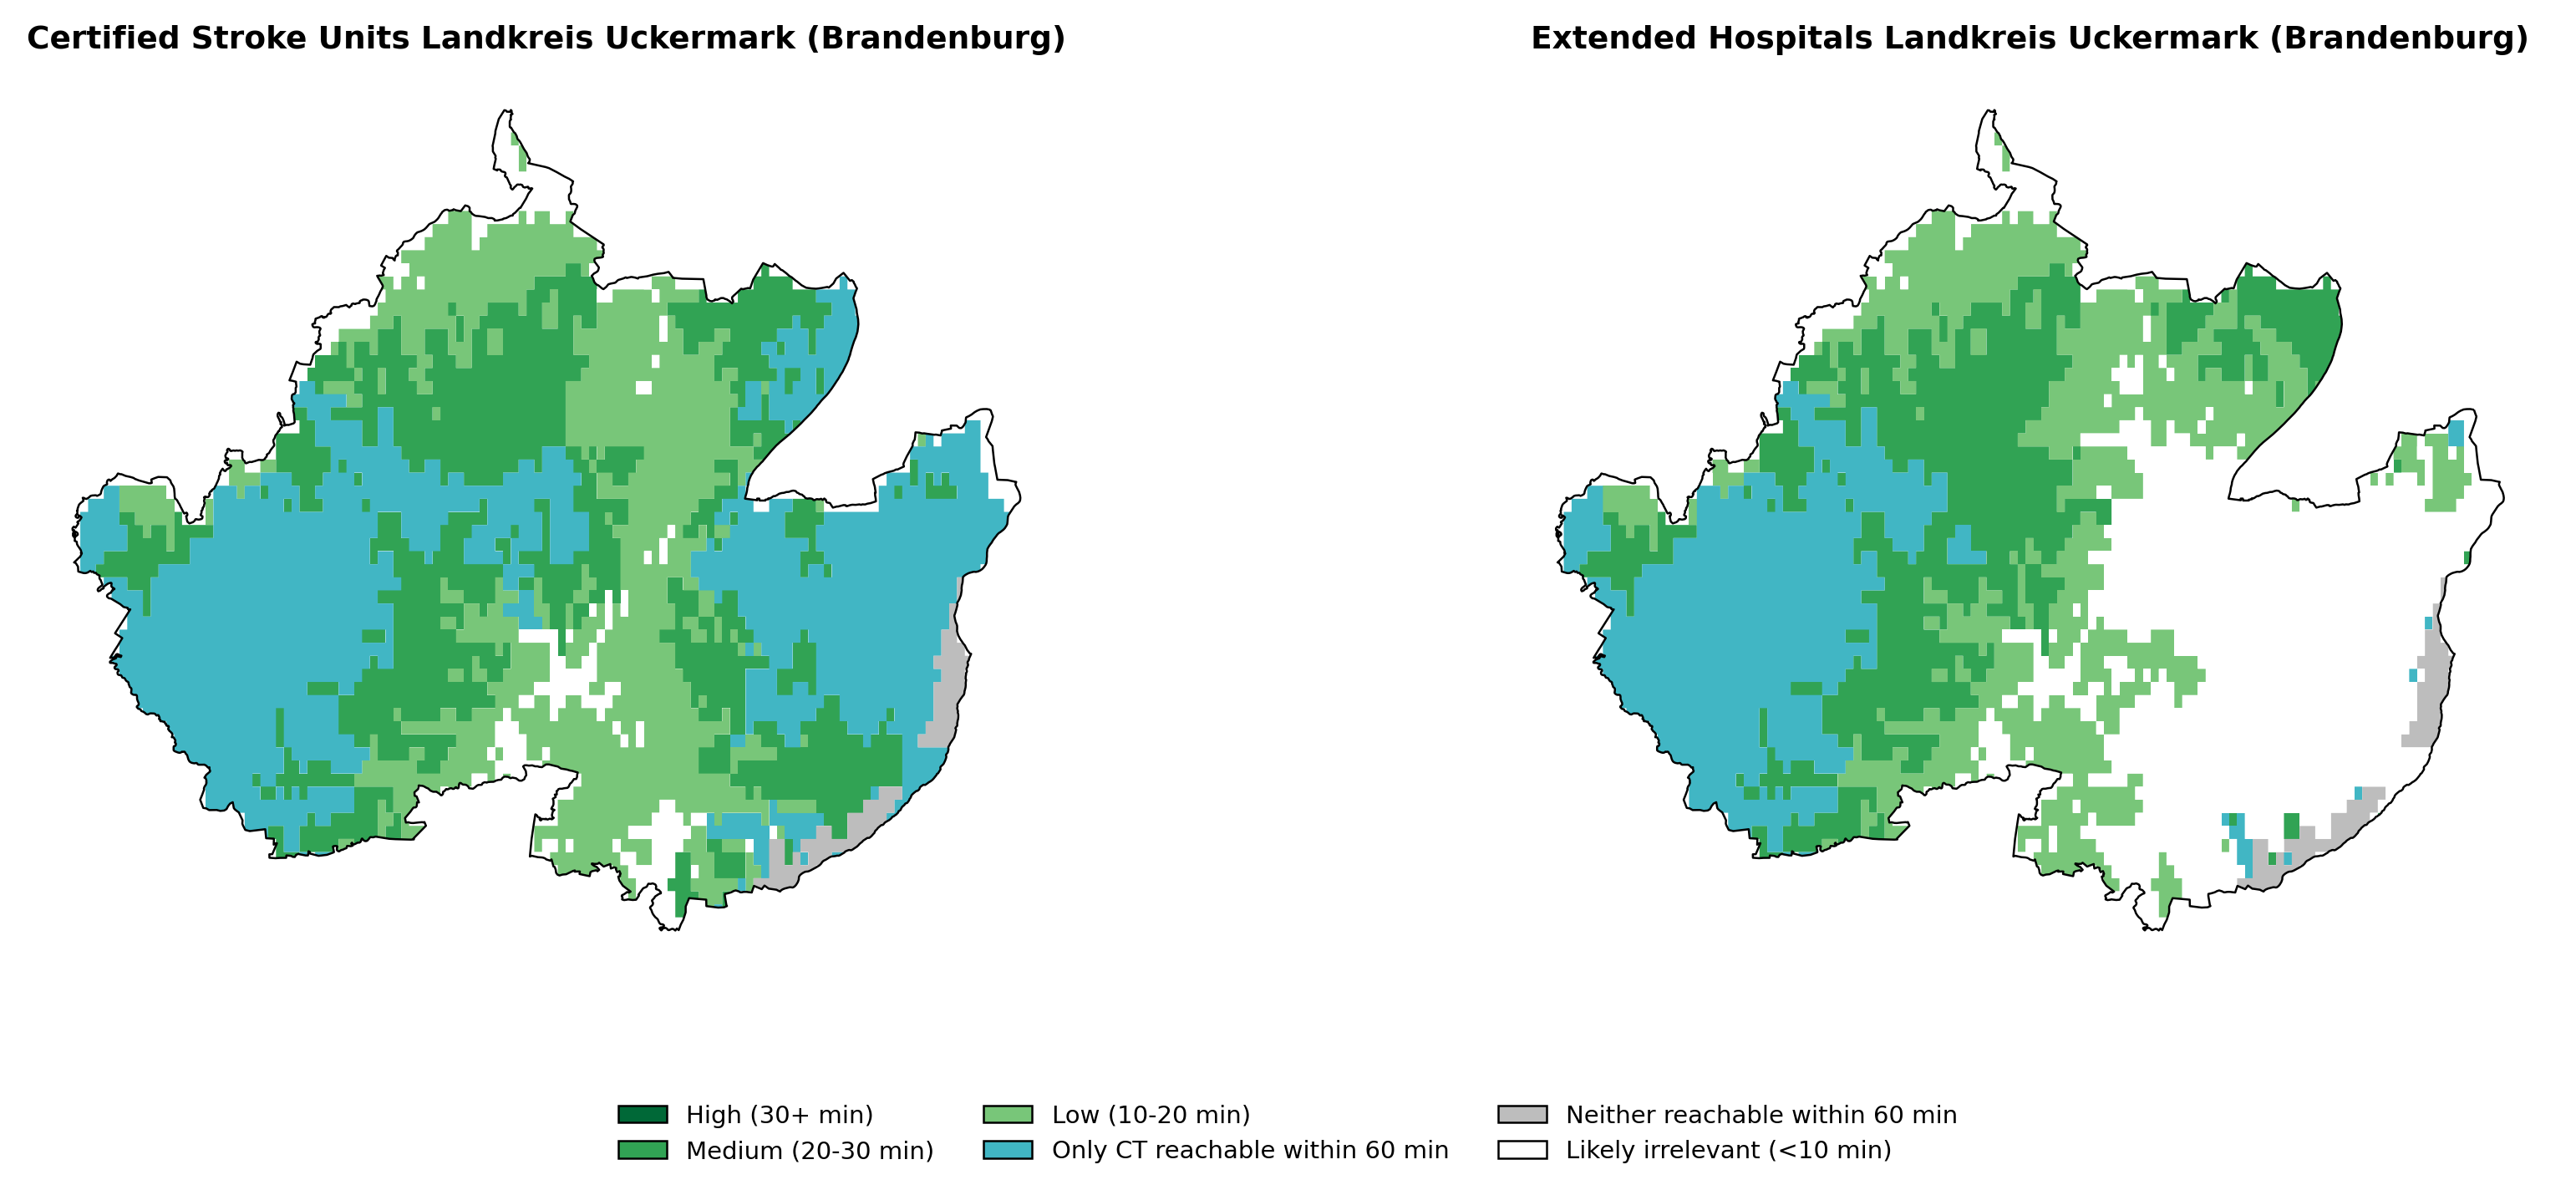 Certified Stroke Units Landkreis Uckermark (Brandenburg)
Extended Hospitals Landkreis Uckermark (Brandenburg)
High (30+ min)
Medium (20-30 min)
Low (10-20 min)
Only CT reachable within 60 min
Neither reachable within 60 min
Likely irrelevant (<10 min)